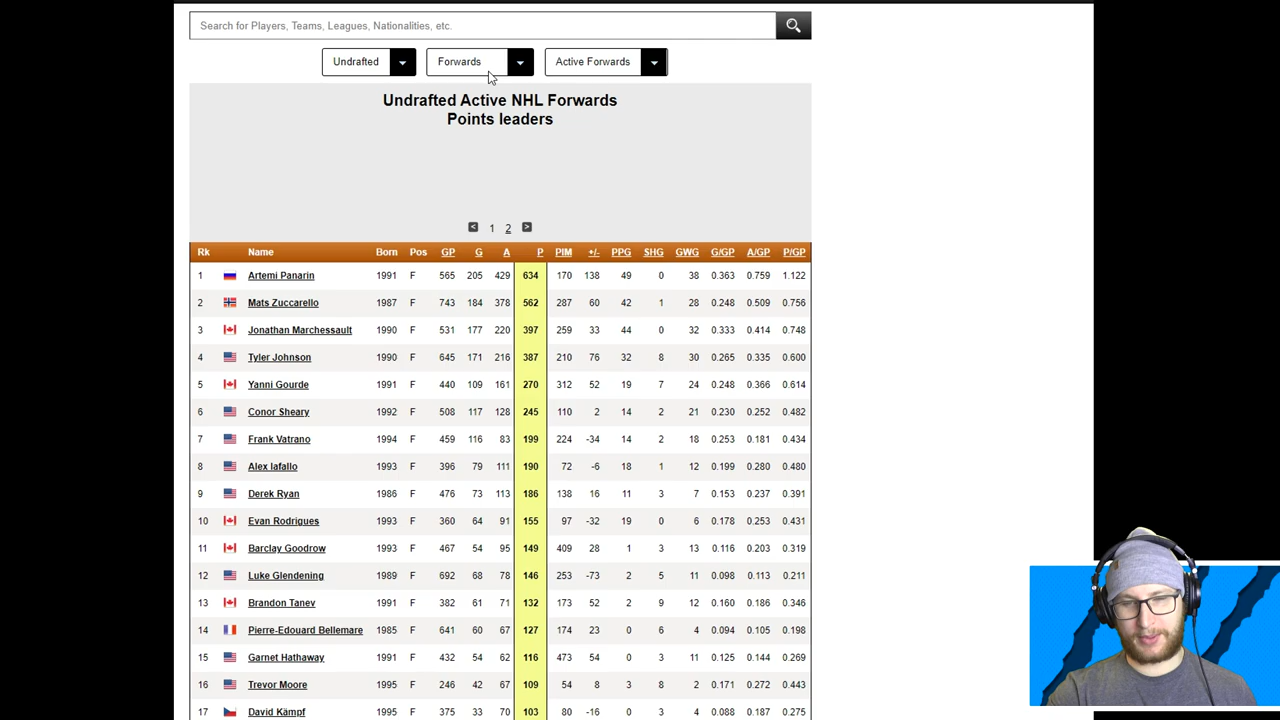 Search for Players, Teams, Leagues, Nationalities, etc.
Undrafted Forwards Active Forwards
Undrafted Active NHL Forwards
Points leaders
< 1 2 >
Rk Name Born Pos GP G A P PIM +/- PPG SHG GWG G/GP A/GP P/GP
1 Artemi Panarin 1991 F 565 205 429 634 170 138 49 0 38 0.363 0.759 1.122
2 Mats Zuccarello 1987 F 743 184 378 562 287 60 42 1 28 0.248 0.509 0.756
3 Jonathan Marchessault 1990 F 531 177 220 397 259 33 44 0 32 0.333 0.414 0.748
4 Tyler Johnson 1990 F 645 171 216 387 210 76 32 8 30 0.265 0.335 0.600
5 Yanni Gourde 1991 F 440 109 161 270 312 52 19 7 24 0.248 0.366 0.614
6 Conor Sheary 1992 F 508 117 128 245 110 2 14 2 21 0.230 0.252 0.482
7 Frank Vatrano 1994 F 459 116 83 199 224 -34 14 2 18 0.253 0.181 0.434
8 Alex Iafallo 1993 F 396 79 111 190 72 -6 18 1 12 0.199 0.280 0.480
9 Derek Ryan 1986 F 476 73 113 186 138 16 11 3 7 0.153 0.237 0.391
10 Evan Rodrigues 1993 F 360 64 91 155 97 -32 19 0 6 0.178 0.253 0.431
11 Barclay Goodrow 1993 F 467 54 95 149 409 28 1 3 13 0.116 0.203 0.319
12 Luke Glendening 1989 F 692 68 78 146 253 -73 2 5 11 0.098 0.113 0.211
13 Brandon Tanev 1991 F 382 61 71 132 173 52 2 9 12 0.160 0.186 0.346
14 Pierre-Edouard Bellemare 1985 F 641 60 67 127 174 23 0 6 4 0.094 0.105 0.198
15 Garnet Hathaway 1991 F 432 54 62 116 473 54 0 3 11 0.125 0.144 0.269
16 Trevor Moore 1995 F 246 42 67 109 54 8 3 8 2 0.171 0.272 0.443
17 David Kämpf 1995 F 375 33 70 103 80 -16 0 3 4 0.088 0.187 0.275